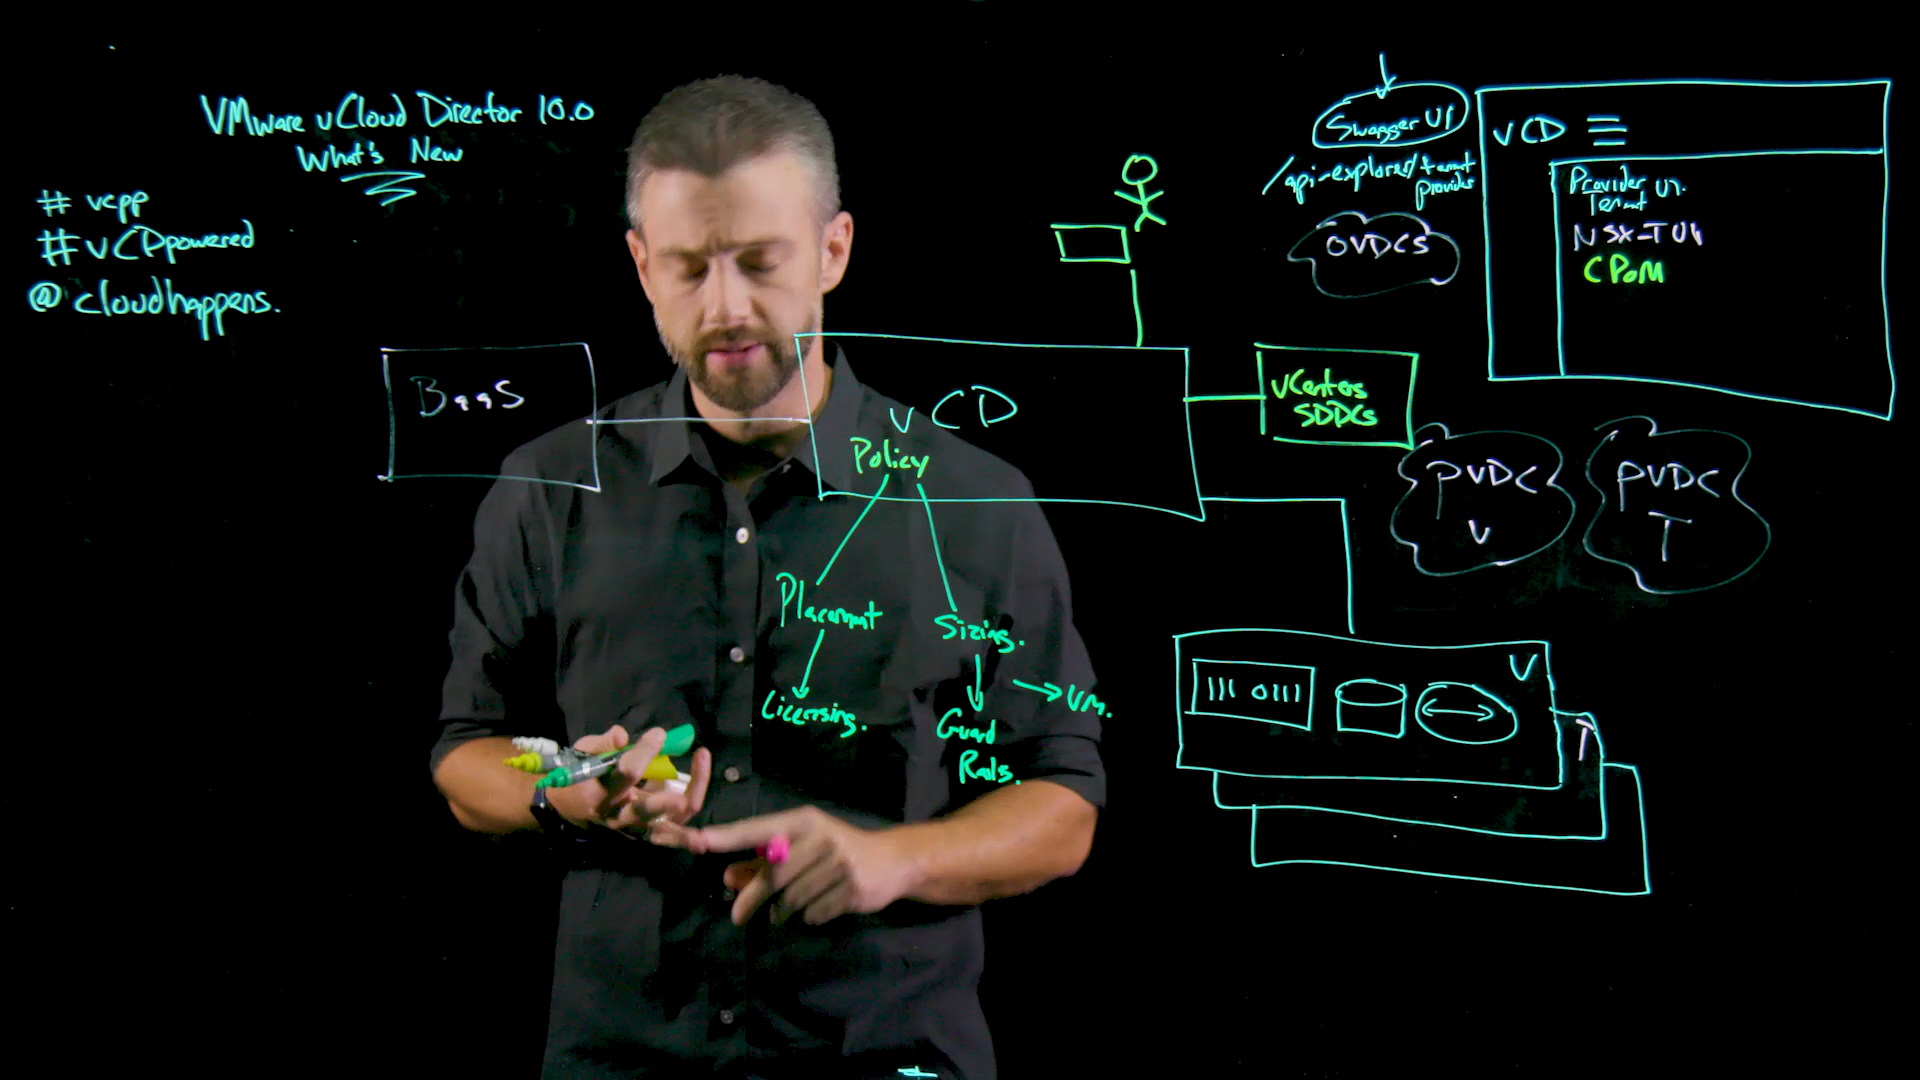 VMware vCloud Director 10.0
What's New
# vcpp
# vCDpowered
@ cloudhappens.
BaaS
vCD
Policy
Placement
Licensing.
Sizing.
Guard
Rails.
VM.
Swagger UI
/api-explorer/tenant
provider
OVDCs
vCenters
SDDCs
VCD
Provider UI.
Tenant
NSX-T UI
CPoM
PVDC
V
PVDC
T
V
T